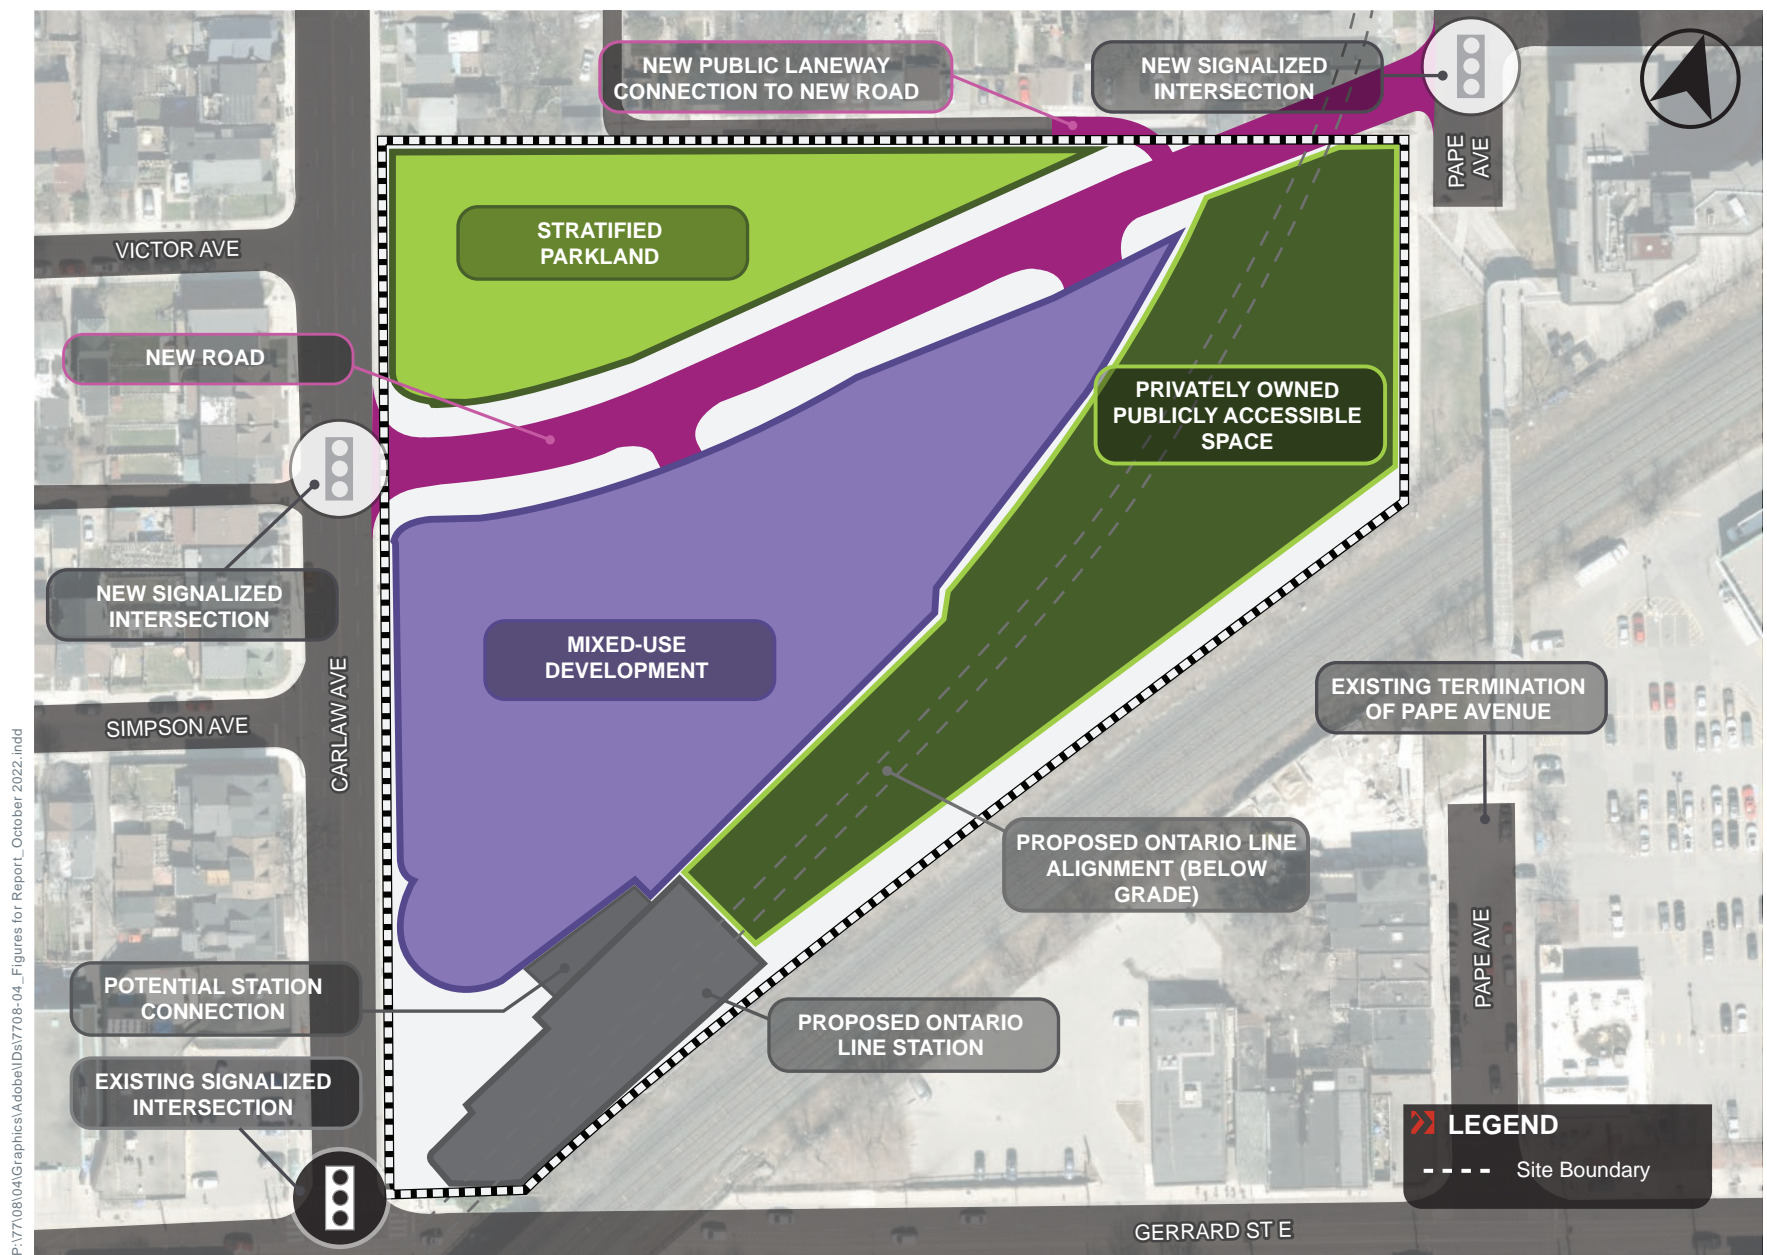 NEW PUBLIC LANEWAY
CONNECTION TO NEW ROAD
NEW SIGNALIZED
INTERSECTION
PAPE
AVE
STRATIFIED
PARKLAND
VICTOR AVE
NEW ROAD
PRIVATELY OWNED
PUBLICLY ACCESSIBLE
SPACE
NEW SIGNALIZED
INTERSECTION
MIXED-USE
DEVELOPMENT
CARLAW AVE
SIMPSON AVE
EXISTING TERMINATION
OF PAPE AVENUE
PROPOSED ONTARIO LINE
ALIGNMENT (BELOW
GRADE)
PAPE AVE
POTENTIAL STATION
CONNECTION
PROPOSED ONTARIO
LINE STATION
EXISTING SIGNALIZED
INTERSECTION
LEGEND
Site Boundary
GERRARD ST E
P:\77\08\04\Graphics\Adobe\IDs\7708-04_Figures for Report_October 2022.indd